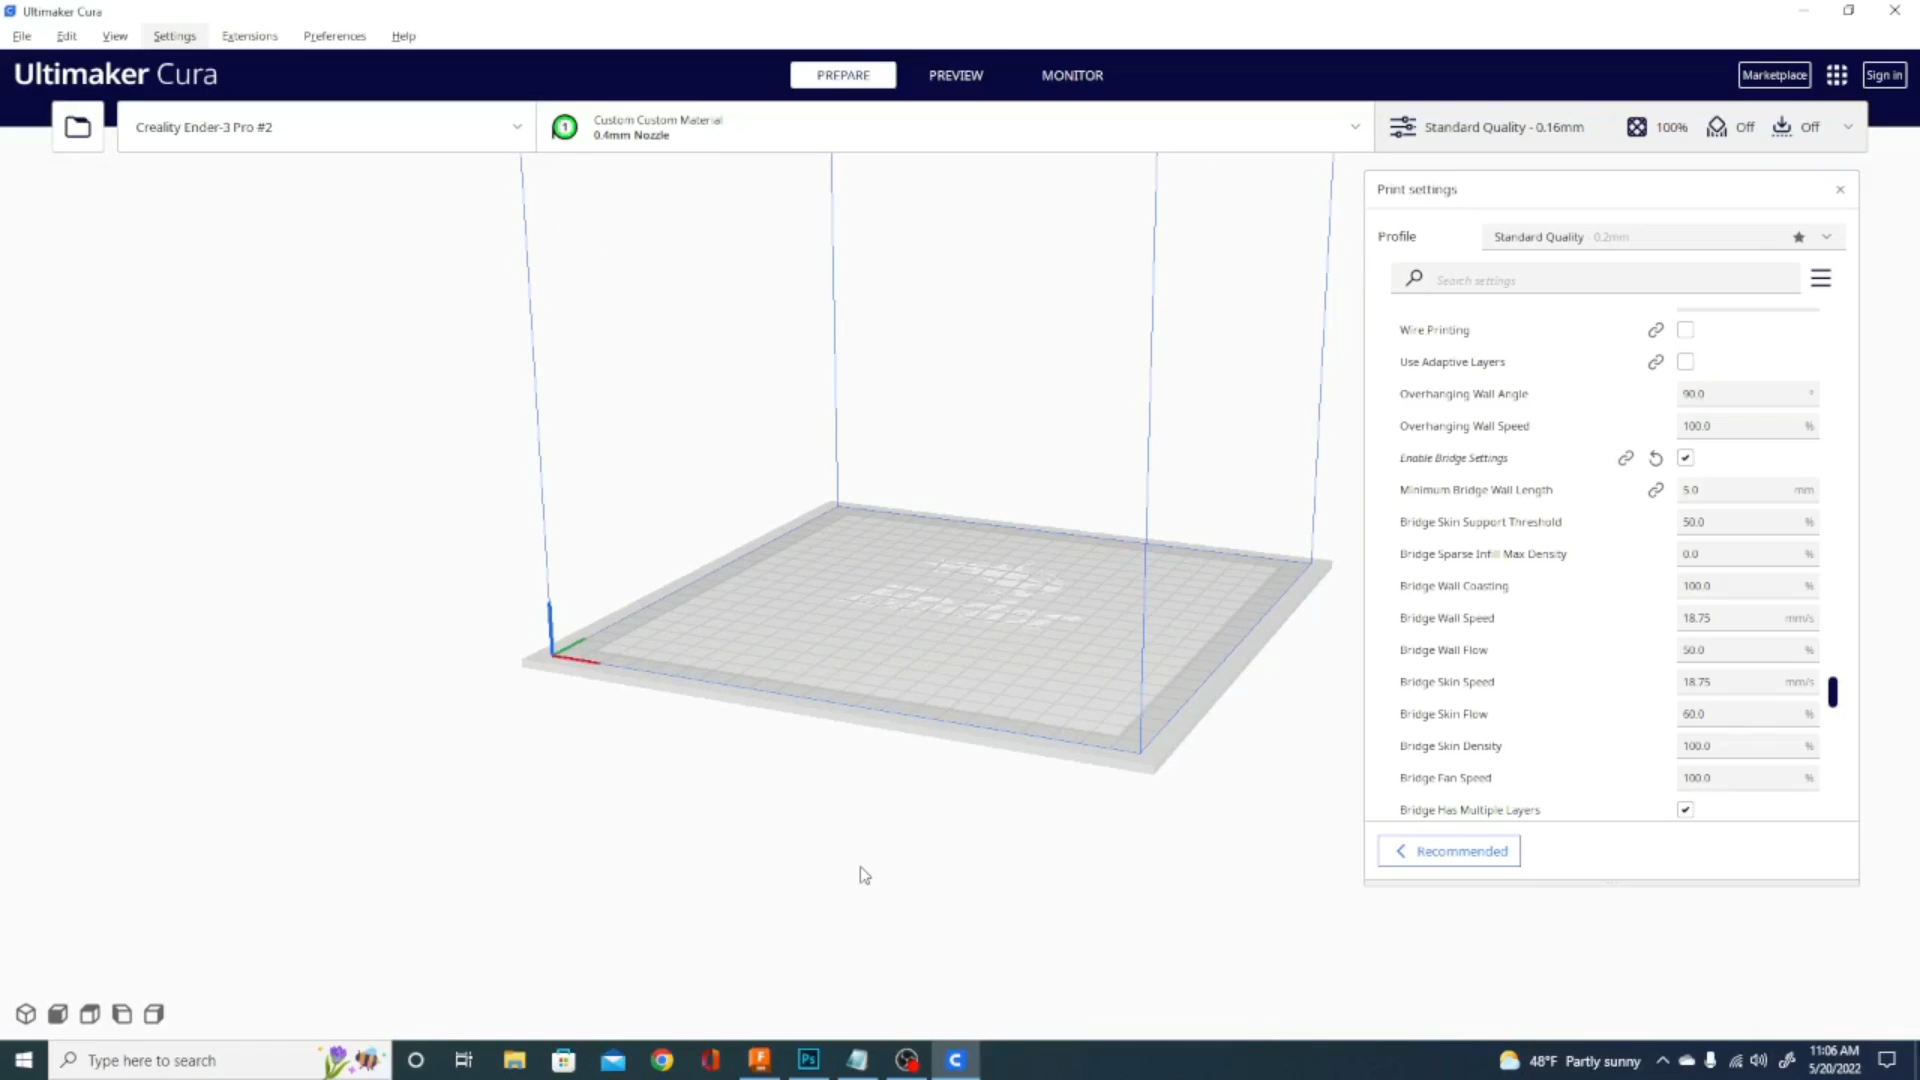 Ultimaker Cura
File Edit View Settings Extensions Preferences Help
Ultimaker Cura
PREPARE PREVIEW MONITOR
Marketplace Sign in
Creality Ender-3 Pro #2
1
Custom Custom Material
0.4mm Nozzle
Standard Quality - 0.16mm 100% Off Off
Print settings
Profile Standard Quality - 0.2mm
Search settings
Wire Printing
Use Adaptive Layers
Overhanging Wall Angle 90.0 °
Overhanging Wall Speed 100.0 %
Enable Bridge Settings
Minimum Bridge Wall Length 5.0 mm
Bridge Skin Support Threshold 50.0 %
Bridge Sparse Infill Max Density 0.0 %
Bridge Wall Coasting 100.0 %
Bridge Wall Speed 18.75 mm/s
Bridge Wall Flow 50.0 %
Bridge Skin Speed 18.75 mm/s
Bridge Skin Flow 60.0 %
Bridge Skin Density 100.0 %
Bridge Fan Speed 100.0 %
Bridge Has Multiple Layers
Recommended
Type here to search
F
Ps
C
48°F Partly sunny
11:06 AM
5/20/2022